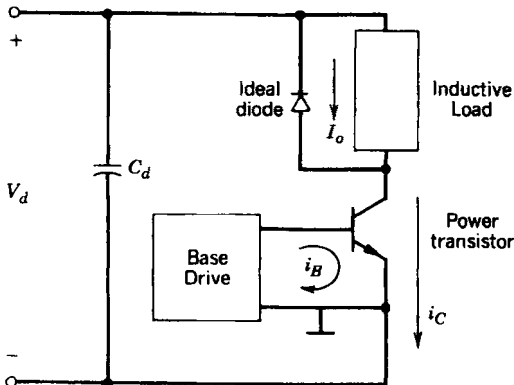 +
Ideal
diode
I_o
Inductive
Load
C_d
V_d
Base
Drive
i_B
Power
transistor
i_C
−